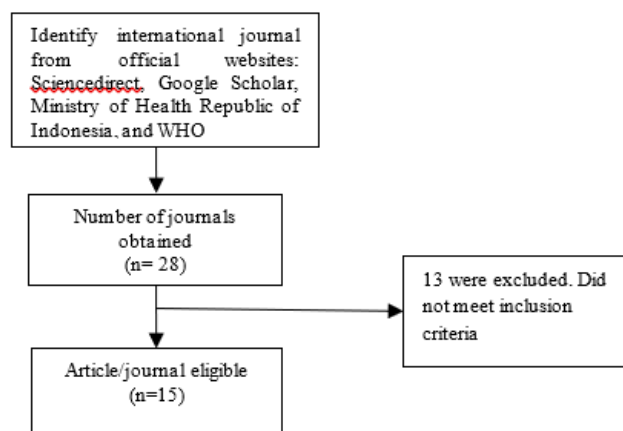 Identify international journal
from official websites:
Sciencedirect, Google Scholar,
Ministry of Health Republic of
Indonesia, and WHO
Number of journals
obtained
(n= 28)
13 were excluded. Did
not meet inclusion
criteria
Article/journal eligible
(n=15)